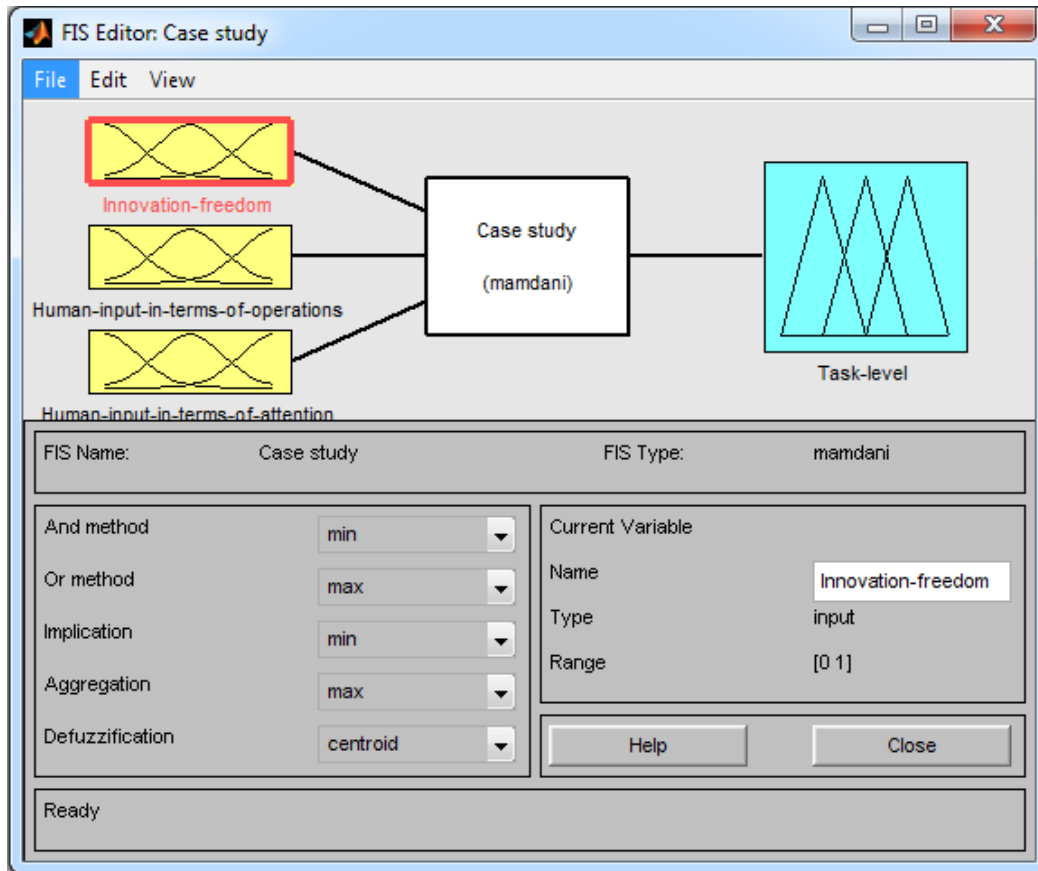 FIS Editor: Case study
File Edit View
Innovation-freedom
Human-input-in-terms-of-operations
Human-input-in-terms-of-attention
Case study
(mamdani)
Task-level
FIS Name: Case study FIS Type: mamdani
And method min
Or method max
Implication min
Aggregation max
Defuzzification centroid
Current Variable
Name Innovation-freedom
Type input
Range [0 1]
Help Close
Ready